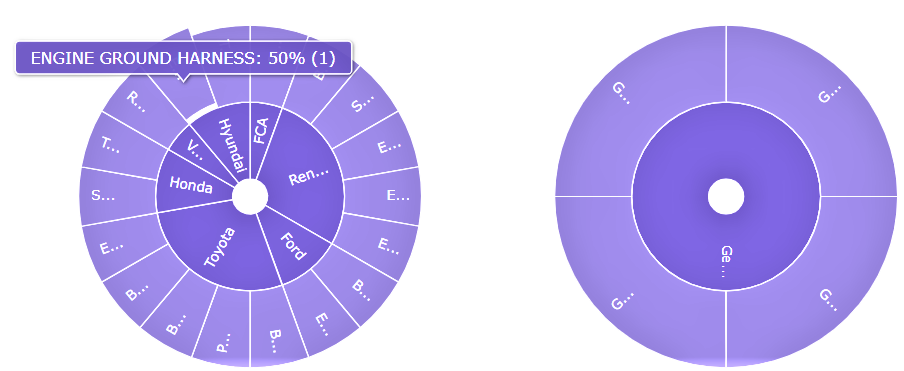 ENGINE GROUND HARNESS: 50% (1)
FCA
Ren...
Ford
Toyota
Honda
V...
Hyundai
S...
E...
E...
E...
B...
E...
B...
P...
B...
B...
E...
S...
T...
R...
Ge...
G...
G...
G...
G...